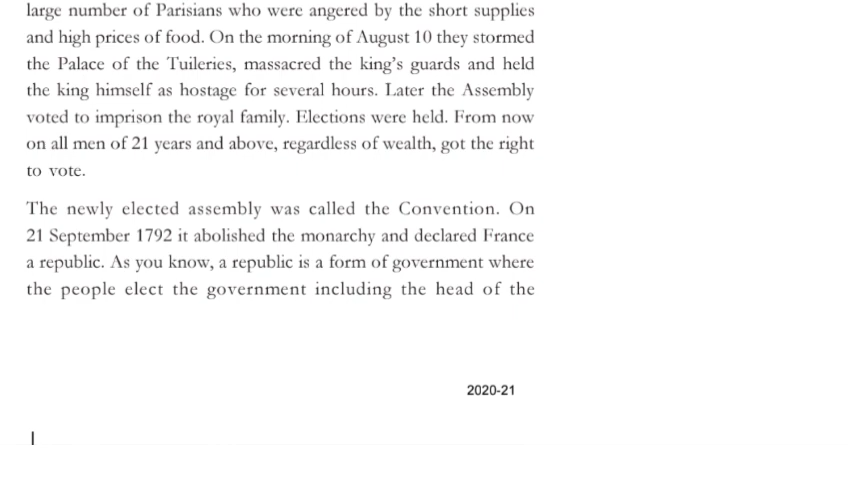 large number of Parisians who were angered by the short supplies
and high prices of food. On the morning of August 10 they stormed
the Palace of the Tuileries, massacred the king's guards and held
the king himself as hostage for several hours. Later the Assembly
voted to imprison the royal family. Elections were held. From now
on all men of 21 years and above, regardless of wealth, got the right
to vote.
The newly elected assembly was called the Convention. On
21 September 1792 it abolished the monarchy and declared France
a republic. As you know, a republic is a form of government where
the people elect the government including the head of the
2020-21